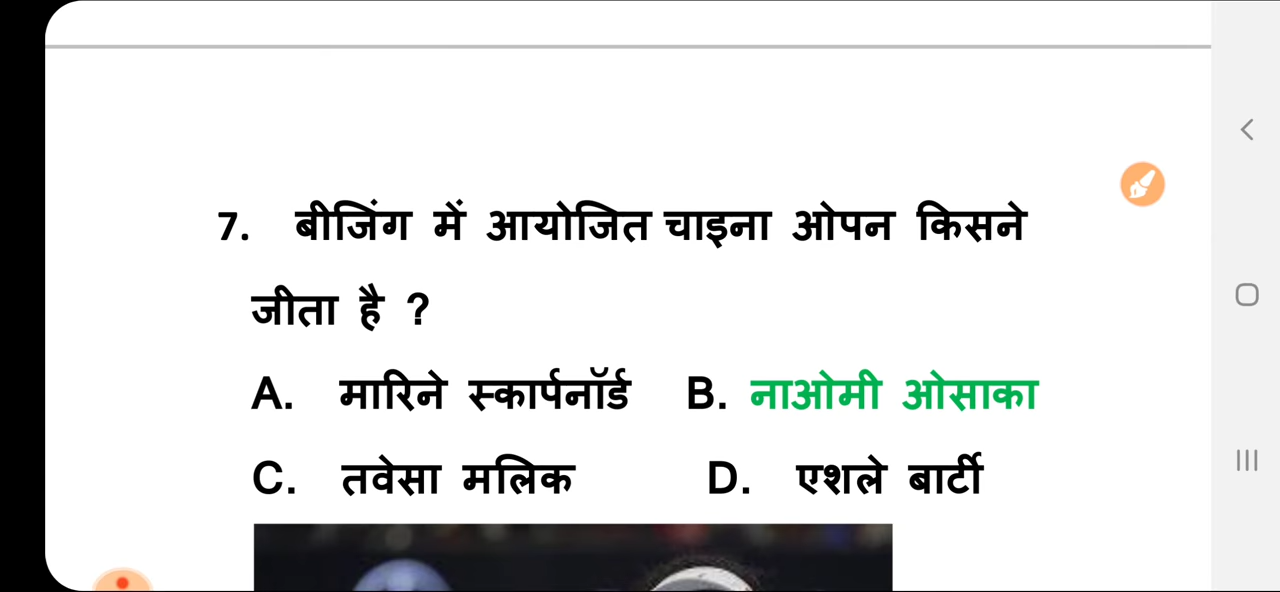 7. बीजिंग में आयोजित चाइना ओपन किसने
जीता है ?
A. मारिने स्कार्पनॉर्ड B. नाओमी ओसाका
C. तवेसा मलिक D. एशले बार्टी